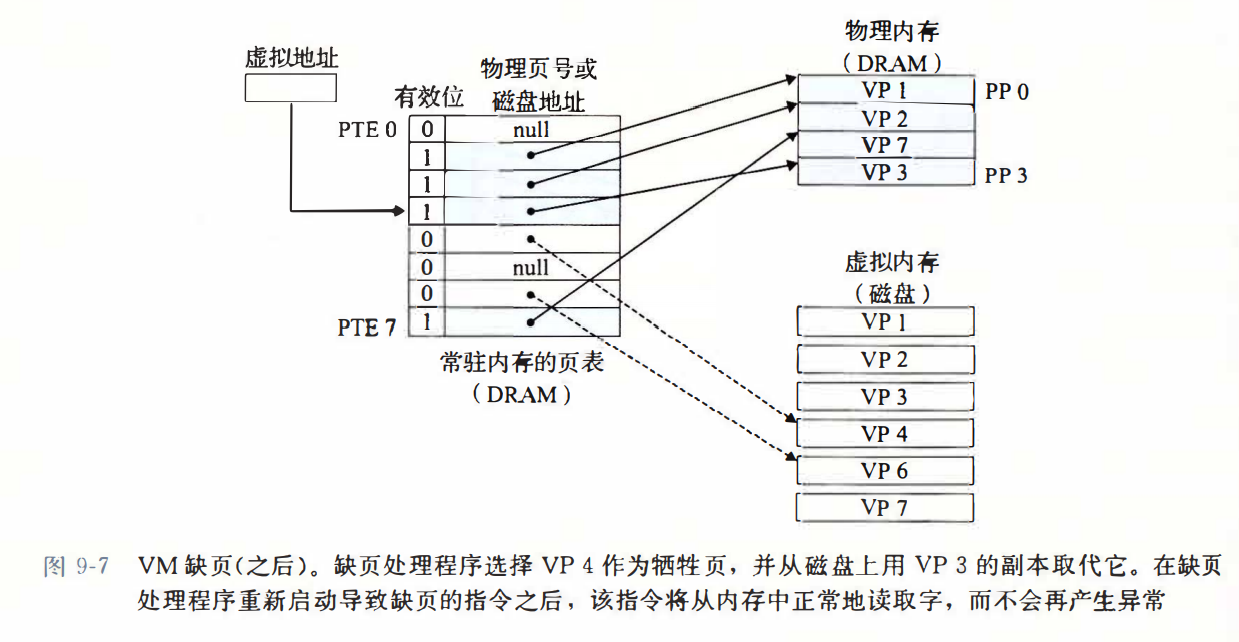 虚拟地址
物理页号或
磁盘地址
有效位
PTE 0
0
null
1
1
1
0
0
null
0
PTE 7
1
常驻内存的页表
(DRAM)
物理内存
(DRAM)
VP 1
PP 0
VP 2
VP 7
VP 3
PP 3
虚拟内存
(磁盘)
VP 1
VP 2
VP 3
VP 4
VP 6
VP 7
图 9-7 VM 缺页(之后)。缺页处理程序选择 VP 4 作为牺牲页，并从磁盘上用 VP 3 的副本取代它。在缺页
处理程序重新启动导致缺页的指令之后，该指令将从内存中正常地读取字，而不会再产生异常